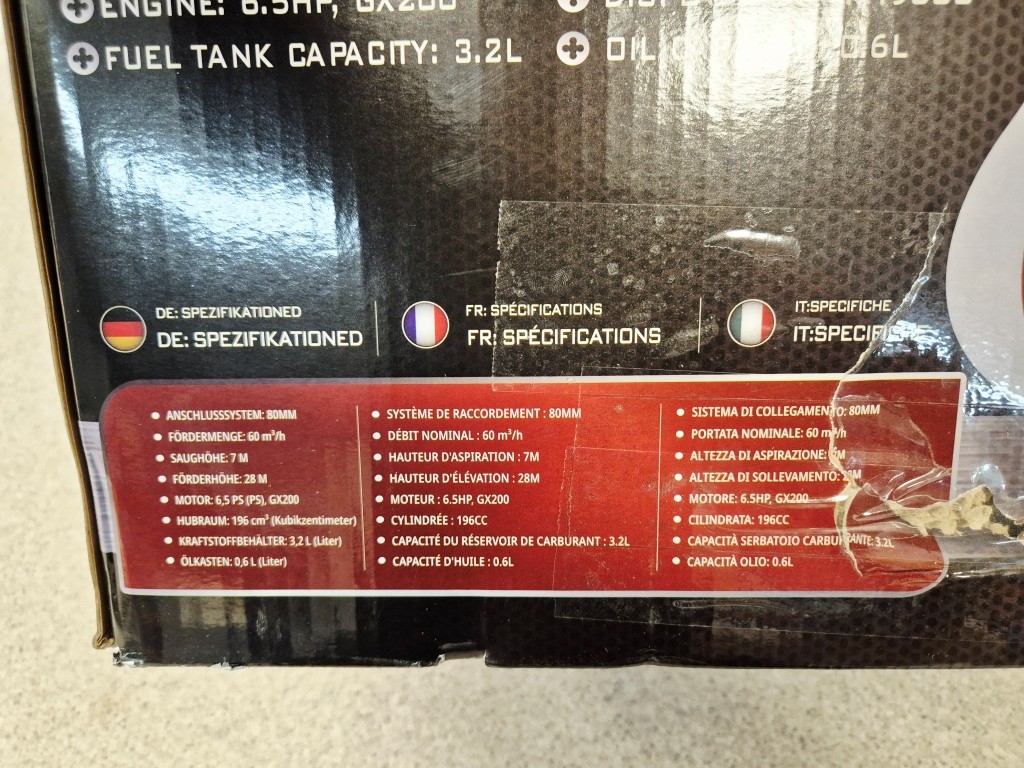 ENGINE: 6.5HP, GX200
FUEL TANK CAPACITY: 3.2L
OIL 0.6L
DE: SPEZIFIKATIONED
DE: SPEZIFIKATIONED
FR: SPÉCIFICATIONS
FR: SPÉCIFICATIONS
IT:SPECIFICHE
IT:SPECIFICHE
ANSCHLUSSSYSTEM: 80MM
FÖRDERMENGE: 60 m³/h
SAUGHÖHE: 7 M
FÖRDERHÖHE: 28 M
MOTOR: 6,5 PS (PS), GX200
HUBRAUM: 196 cm³ (Kubikzentimeter)
KRAFTSTOFFBEHÄLTER: 3,2 L (Liter)
ÖLKASTEN: 0,6 L (Liter)
SYSTÈME DE RACCORDEMENT : 80MM
DÉBIT NOMINAL : 60 m³/h
HAUTEUR D'ASPIRATION : 7M
HAUTEUR D'ÉLÉVATION : 28M
MOTEUR : 6.5HP, GX200
CYLINDRÉE : 196CC
CAPACITÉ DU RÉSERVOIR DE CARBURANT : 3.2L
CAPACITÉ D'HUILE : 0.6L
SISTEMA DI COLLEGAMENTO: 80MM
PORTATA NOMINALE: 60 m³/h
ALTEZZA DI ASPIRAZIONE:
ALTEZZA DI SOLLEVAMENTO:
MOTORE: 6.5HP, GX200
CILINDRATA: 196CC
CAPACITÀ SERBATOIO CARBURANTE: 3.2L
CAPACITÀ OLIO: 0.6L